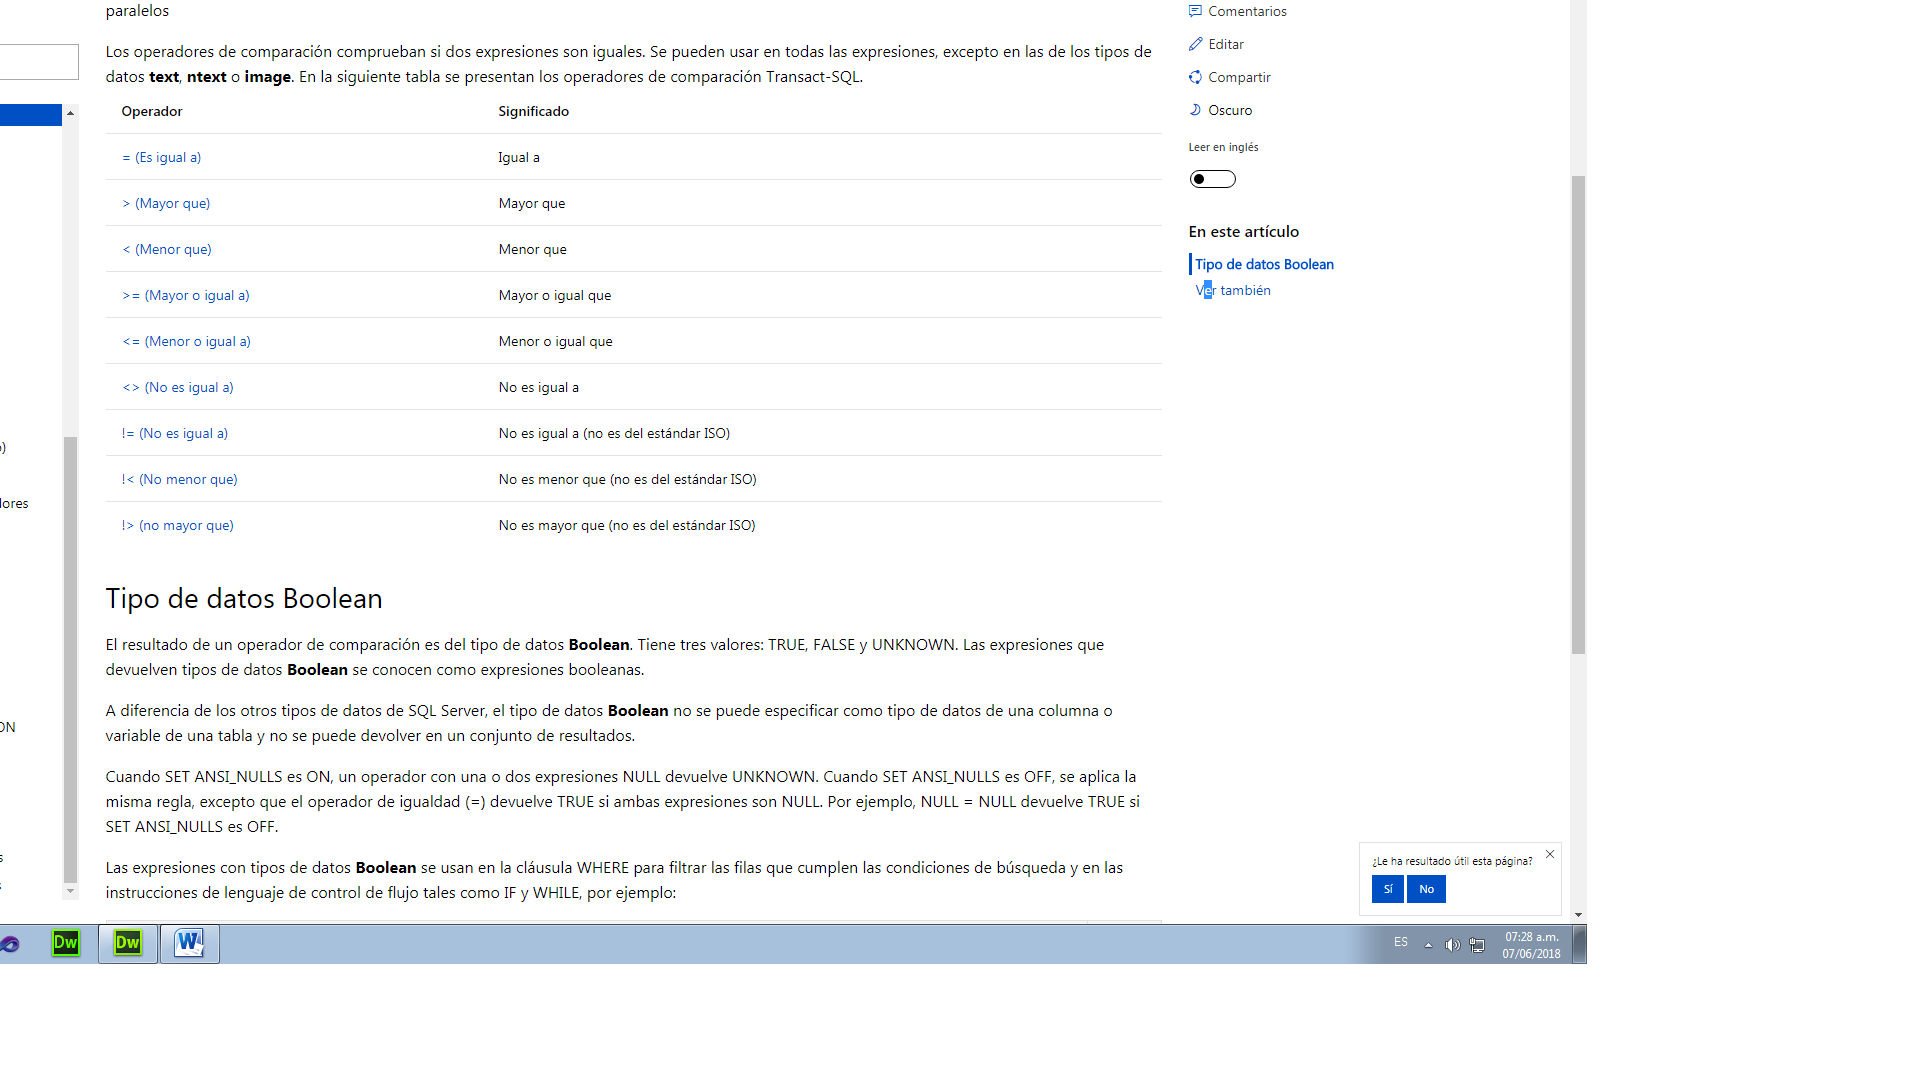 paralelos
Los operadores de comparación comprueban si dos expresiones son iguales. Se pueden usar en todas las expresiones, excepto en las de los tipos de
datos text, ntext o image. En la siguiente tabla se presentan los operadores de comparación Transact-SQL.
Operador Significado
= (Es igual a) Igual a
> (Mayor que) Mayor que
< (Menor que) Menor que
>= (Mayor o igual a) Mayor o igual que
<= (Menor o igual a) Menor o igual que
<> (No es igual a) No es igual a
!= (No es igual a) No es igual a (no es del estándar ISO)
!< (No menor que) No es menor que (no es del estándar ISO)
!> (no mayor que) No es mayor que (no es del estándar ISO)
Tipo de datos Boolean
El resultado de un operador de comparación es del tipo de datos Boolean. Tiene tres valores: TRUE, FALSE y UNKNOWN. Las expresiones que
devuelven tipos de datos Boolean se conocen como expresiones booleanas.
A diferencia de los otros tipos de datos de SQL Server, el tipo de datos Boolean no se puede especificar como tipo de datos de una columna o
variable de una tabla y no se puede devolver en un conjunto de resultados.
Cuando SET ANSI_NULLS es ON, un operador con una o dos expresiones NULL devuelve UNKNOWN. Cuando SET ANSI_NULLS es OFF, se aplica la
misma regla, excepto que el operador de igualdad (=) devuelve TRUE si ambas expresiones son NULL. Por ejemplo, NULL = NULL devuelve TRUE si
SET ANSI_NULLS es OFF.
Las expresiones con tipos de datos Boolean se usan en la cláusula WHERE para filtrar las filas que cumplen las condiciones de búsqueda y en las
instrucciones de lenguaje de control de flujo tales como IF y WHILE, por ejemplo:
Comentarios
Editar
Compartir
Oscuro
Leer en inglés
En este artículo
Tipo de datos Boolean
Ver también
¿Le ha resultado útil esta página?
Sí No
Dw
Dw
W
ES
07:28 a.m.
07/06/2018